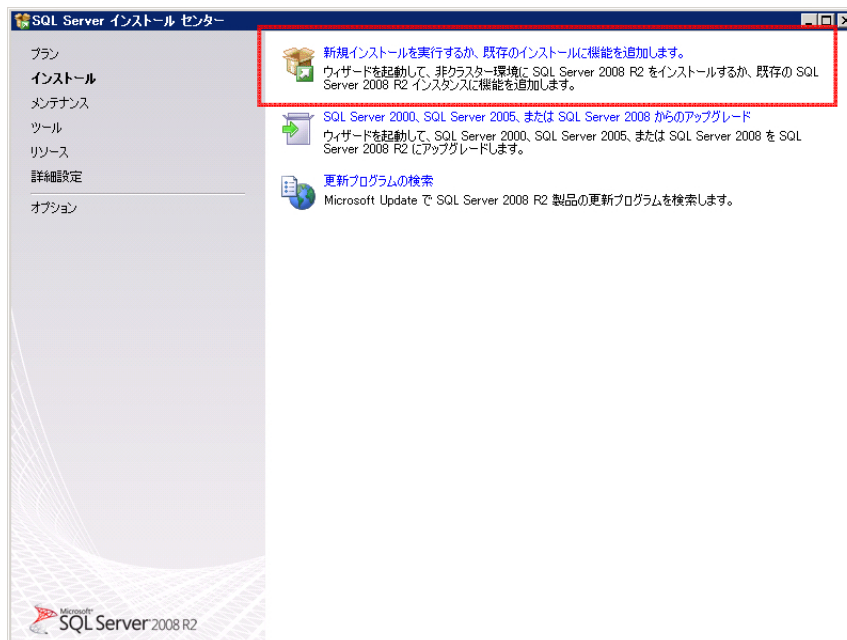 SQL Server インストール センター
プラン
インストール
メンテナンス
ツール
リソース
詳細設定
オプション
新規インストールを実行するか、既存のインストールに機能を追加します。
ウィザードを起動して、非クラスター環境に SQL Server 2008 R2 をインストールするか、既存の SQL
Server 2008 R2 インスタンスに機能を追加します。
SQL Server 2000、SQL Server 2005、または SQL Server 2008 からのアップグレード
ウィザードを起動して、SQL Server 2000、SQL Server 2005、または SQL Server 2008 を SQL
Server 2008 R2 にアップグレードします。
更新プログラムの検索
Microsoft Update で SQL Server 2008 R2 製品の更新プログラムを検索します。
Microsoft
SQL Server 2008 R2